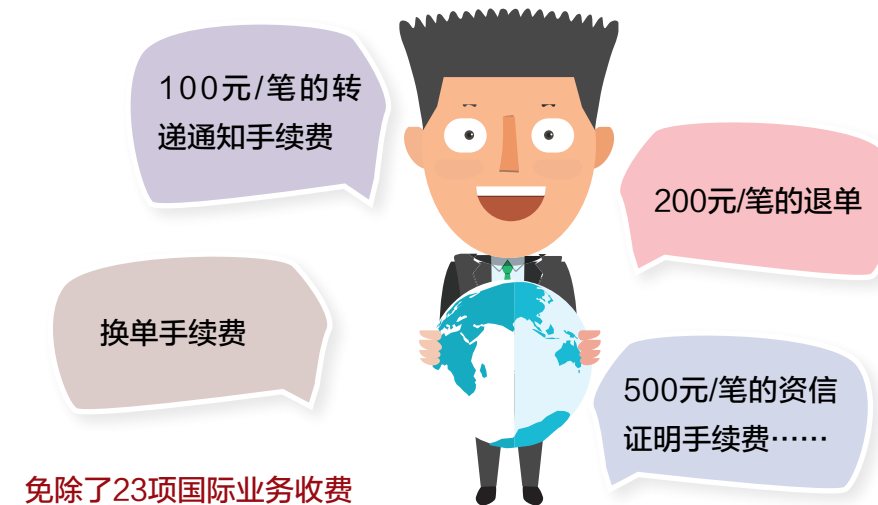 100元/笔的转
递通知手续费
200元/笔的退单
换单手续费
500元/笔的资信
证明手续费……
免除了23项国际业务收费